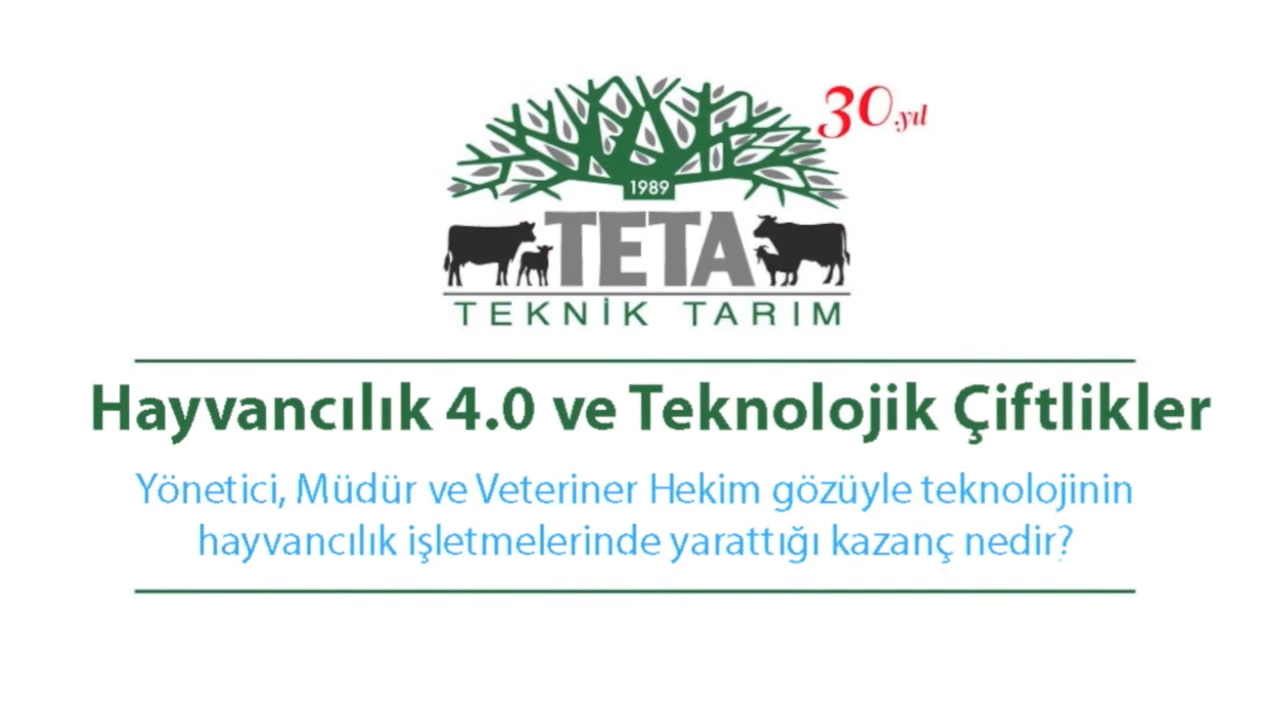 30.yıl
1989
TETA
TEKNİK TARIM
Hayvancılık 4.0 ve Teknolojik Çiftlikler
Yönetici, Müdür ve Veteriner Hekim gözüyle teknolojinin
hayvancılık işletmelerinde yarattığı kazanç nedir?